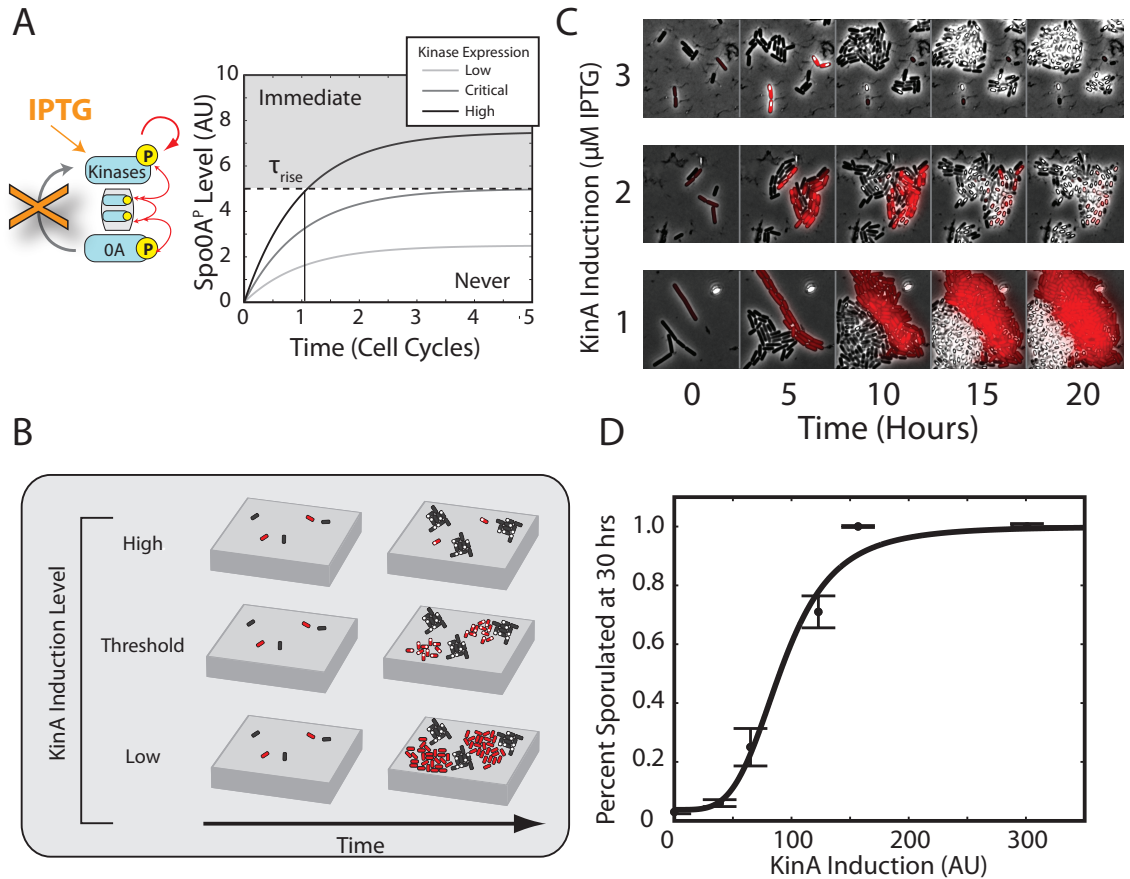 A
IPTG
P
Kinases
0A
P
Kinase Expression
Low
Critical
High
Spo0Aᴾ Level (AU)
10
8
6
4
2
0
Immediate
τrise
Never
0
1
2
3
4
5
Time (Cell Cycles)
B
KinA Induction Level
High
Threshold
Low
Time
C
KinA Inductinon (µM IPTG)
3
2
1
0
5
10
15
20
Time (Hours)
D
Percent Sporulated at 30 hrs
1.0
0.8
0.6
0.4
0.2
0
0
100
200
300
KinA Induction (AU)